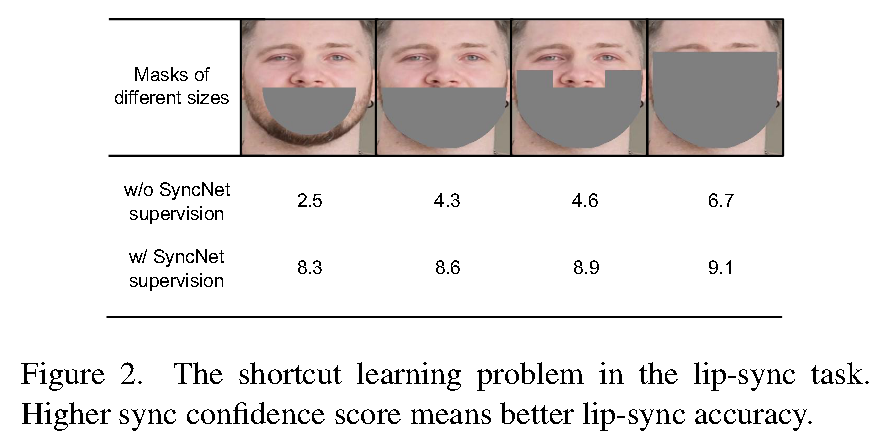 Masks of
different sizes
w/o SyncNet
supervision
2.5 4.3 4.6 6.7
w/ SyncNet
supervision
8.3 8.6 8.9 9.1
Figure 2. The shortcut learning problem in the lip-sync task.
Higher sync confidence score means better lip-sync accuracy.